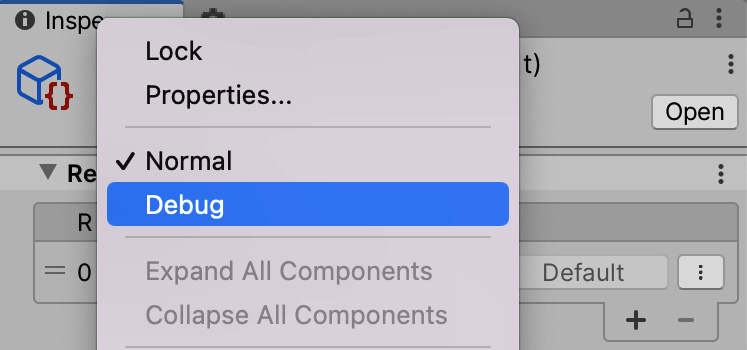 Inspe
Lock
t)
Properties...
Open
Normal
Re
Debug
R
0
Default
Expand All Components
Collapse All Components